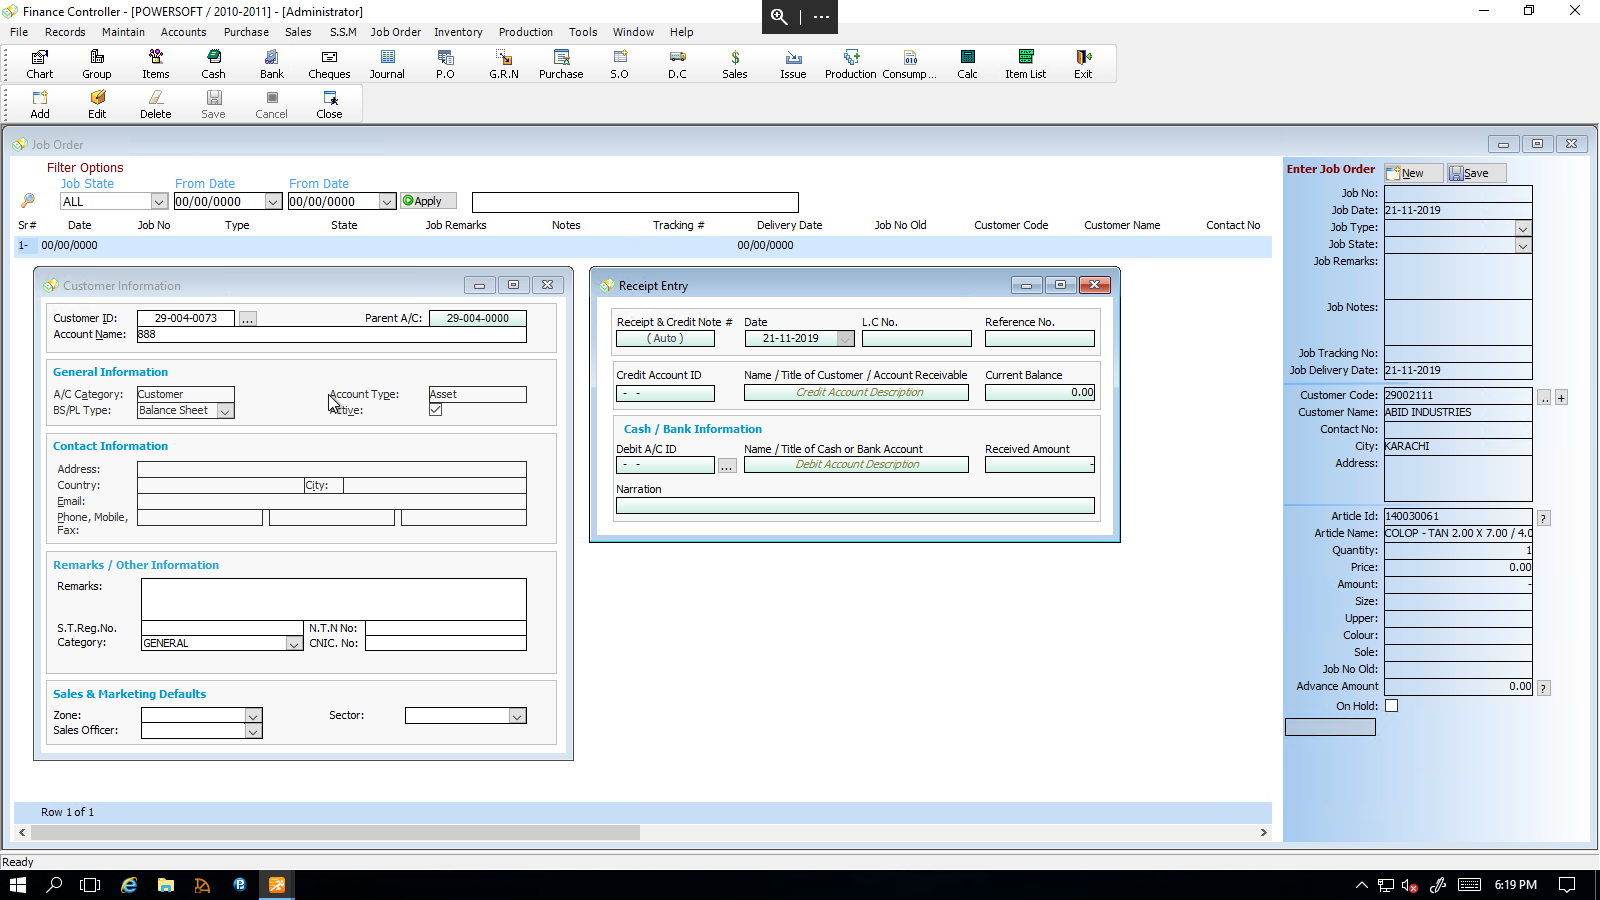 Finance Controller - [POWERSOFT / 2010-2011] - [Administrator]
File Records Maintain Accounts Purchase Sales S.S.M Job Order Inventory Production Tools Window Help
Chart Group Items Cash Bank Cheques Journal P.O G.R.N Purchase S.O D.C Sales Issue Production Consump ... Calc Item List Exit
Add Edit Delete Save Cancel Close
Job Order
Filter Options
Job State From Date From Date
ALL 00/00/0000 00/00/0000 Apply
Sr# Date Job No Type State Job Remarks Notes Tracking # Delivery Date Job No Old Customer Code Customer Name Contact No
1- 00/00/0000 00/00/0000
Customer Information
Customer ID: 29-004-0073 ... Parent A/C: 29-004-0000
Account Name: 888
General Information
A/C Category: Customer Account Type: Asset
BS/PL Type: Balance Sheet Active:
Contact Information
Address:
Country: City:
Email:
Phone, Mobile,
Fax:
Remarks / Other Information
Remarks:
S.T.Reg.No. N.T.N No:
Category: GENERAL CNIC. No:
Sales & Marketing Defaults
Zone: Sector:
Sales Officer:
Receipt Entry
Receipt & Credit Note # Date L.C No. Reference No.
( Auto ) 21-11-2019
Credit Account ID Name / Title of Customer / Account Receivable Current Balance
- - Credit Account Description 0.00
Cash / Bank Information
Debit A/C ID Name / Title of Cash or Bank Account Received Amount
- - ... Debit Account Description -
Narration
Enter Job Order New Save
Job No:
Job Date: 21-11-2019
Job Type:
Job State:
Job Remarks:
Job Notes:
Job Tracking No:
Job Delivery Date: 21-11-2019
Customer Code: 29002111 .. +
Customer Name: ABID INDUSTRIES
Contact No:
City: KARACHI
Address:
Article Id: 140030061 ?
Article Name: COLOP - TAN 2.00 X 7.00 / 4.0
Quantity: 1
Price: 0.00
Amount: -
Size:
Upper:
Colour:
Sole:
Job No Old:
Advance Amount 0.00 ?
On Hold:
Row 1 of 1
Ready
6:19 PM